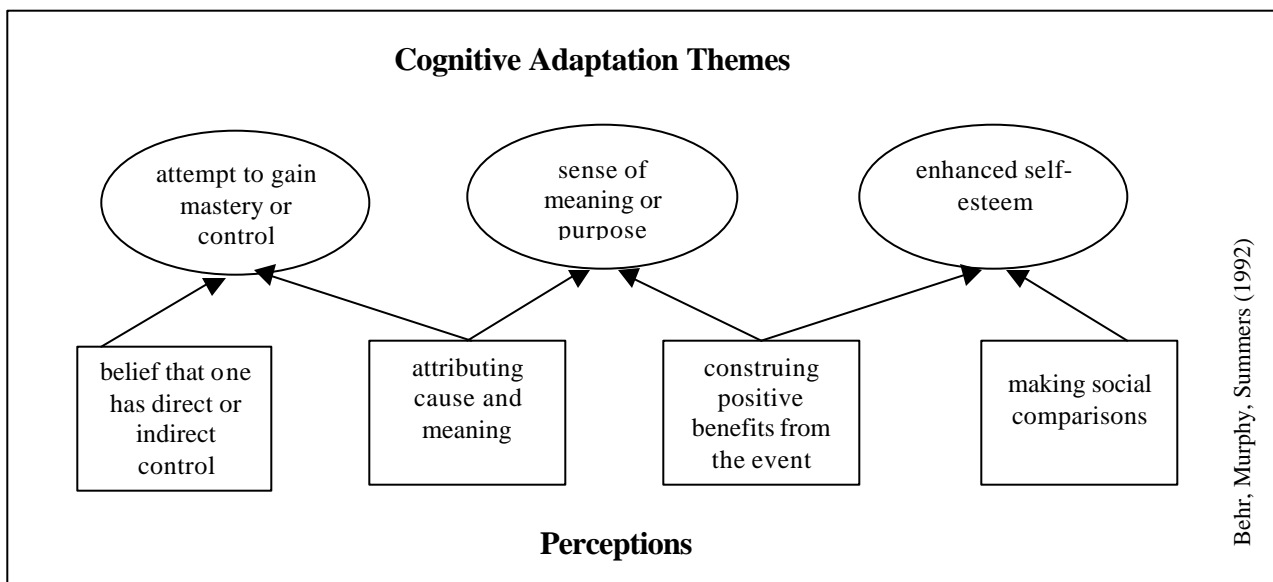 Cognitive Adaptation Themes
attempt to gain
mastery or
control
sense of
meaning or
purpose
enhanced self-
esteem
belief that one
has direct or
indirect
control
attributing
cause and
meaning
construing
positive
benefits from
the event
making social
comparisons
Perceptions
Behr, Murphy, Summers (1992)